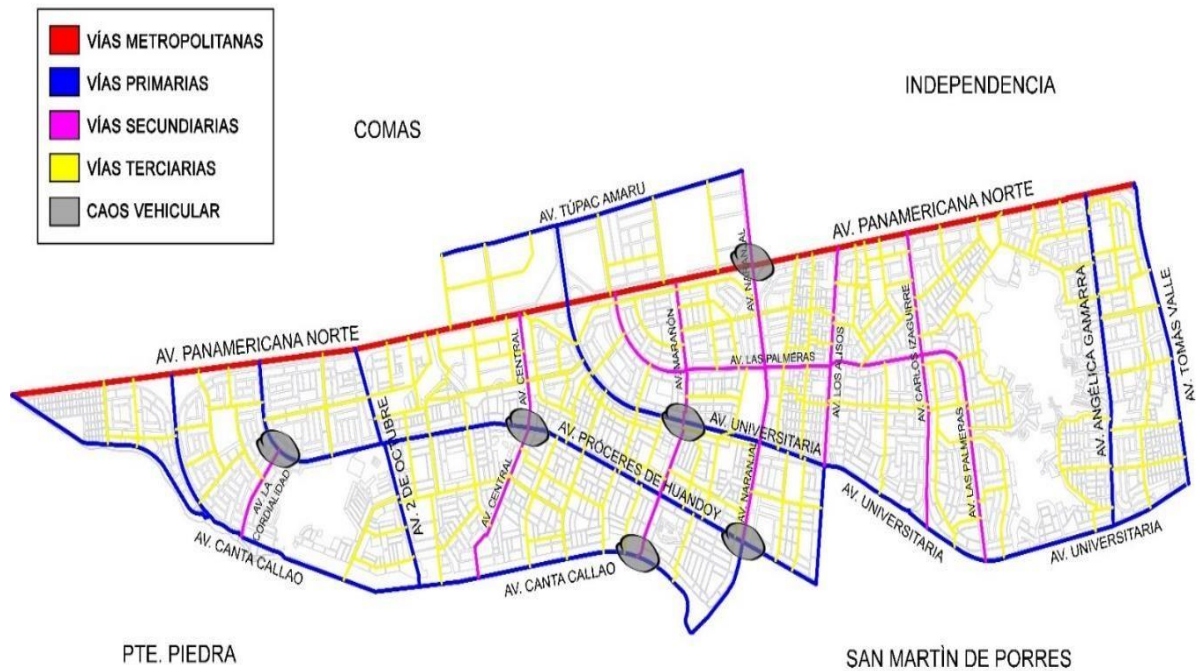 VÍAS METROPOLITANAS
VÍAS PRIMARIAS
VÍAS SECUNDIARIAS
VÍAS TERCIARIAS
CAOS VEHICULAR
INDEPENDENCIA
COMAS
AV. TÚPAC AMARU
AV. PANAMERICANA NORTE
AV. NARANJAL
AV. PANAMERICANA NORTE
AV. CENTRAL
AV. MARAÑÓN
AV. LAS PALMERAS
AV. LOS ALISOS
AV. CARLOS IZAGUIRRE
AV. ANGÉLICA GAMARRA
AV. TOMÀS VALLE
AV. 2 DE OCTUBRE
AV. UNIVERSITARIA
AV. PRÓCERES DE HUANDOY
AV. LA
CORDIALIDAD
AV. CENTRAL
AV. NARANJAL
AV. LAS PALMERAS
AV. UNIVERSITARIA
AV. UNIVERSITARIA
AV. CANTA CALLAO
AV. CANTA CALLAO
PTE. PIEDRA
SAN MARTÌN DE PORRES